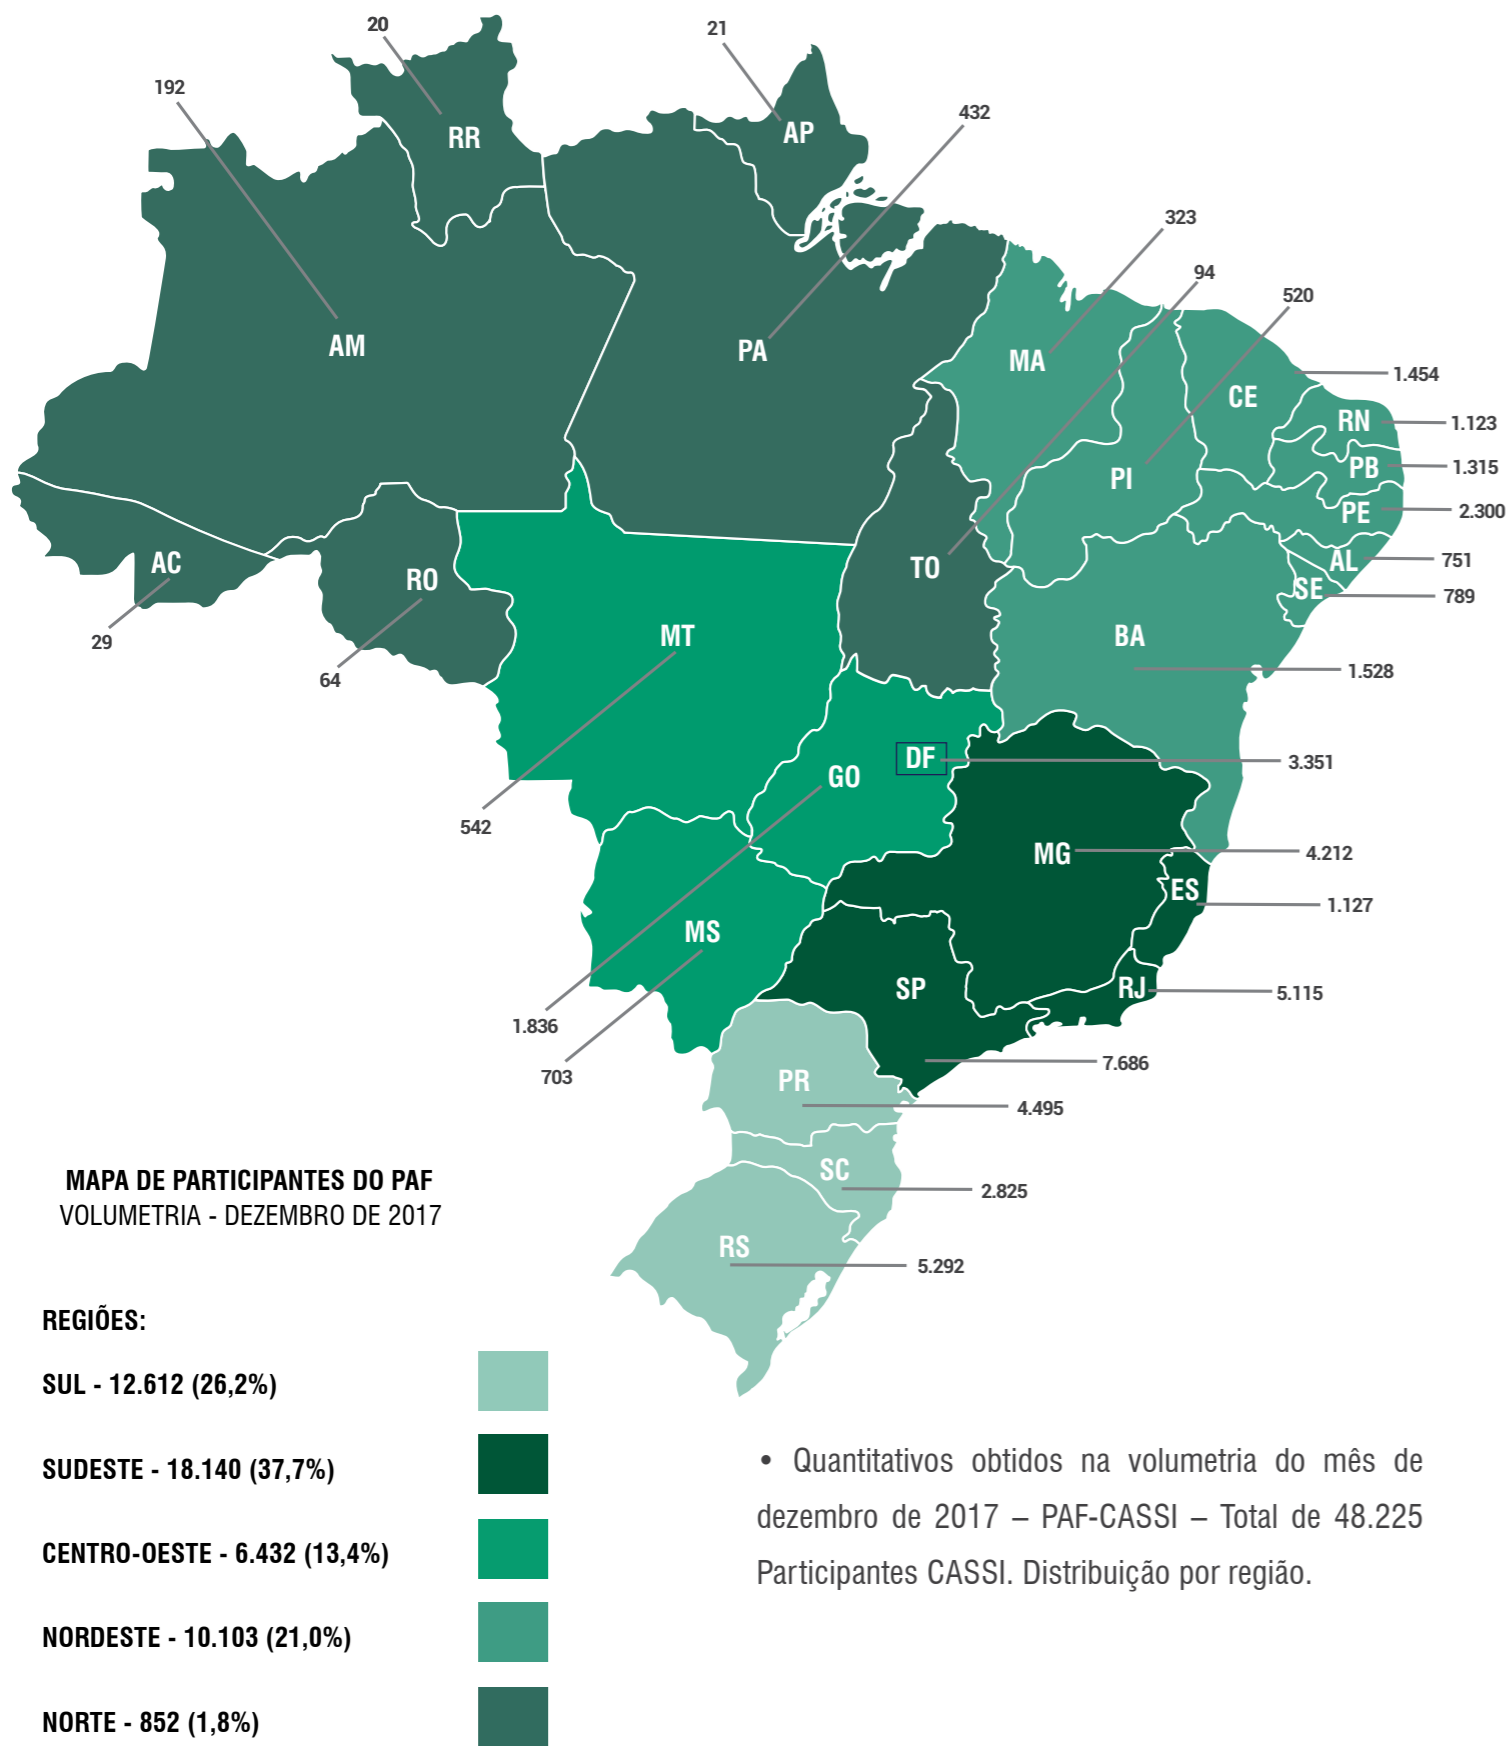 20
21
192
432
RR
AP
323
94
520
AM
PA
MA
1.454
CE
RN
1.123
PB
1.315
PI
PE
2.300
AC
RO
TO
AL
751
SE
789
29
64
MT
BA
1.528
GO
DF
3.351
542
MG
4.212
ES
1.127
MS
SP
RJ
5.115
1.836
703
7.686
PR
4.495
SC
2.825
RS
5.292
MAPA DE PARTICIPANTES DO PAF
VOLUMETRIA - DEZEMBRO DE 2017
REGIÕES:
SUL - 12.612 (26,2%)
SUDESTE - 18.140 (37,7%)
CENTRO-OESTE - 6.432 (13,4%)
NORDESTE - 10.103 (21,0%)
NORTE - 852 (1,8%)
• Quantitativos obtidos na volumetria do mês de
dezembro de 2017 – PAF-CASSI – Total de 48.225
Participantes CASSI. Distribuição por região.